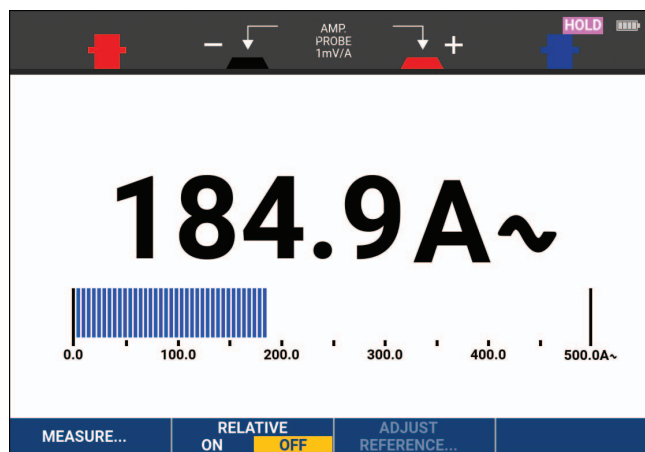 HOLD
AMP.
PROBE
1mV/A
− +
184.9A~
0.0 100.0 200.0 300.0 400.0 500.0A~
MEASURE...
RELATIVE
ON OFF
ADJUST
REFERENCE...